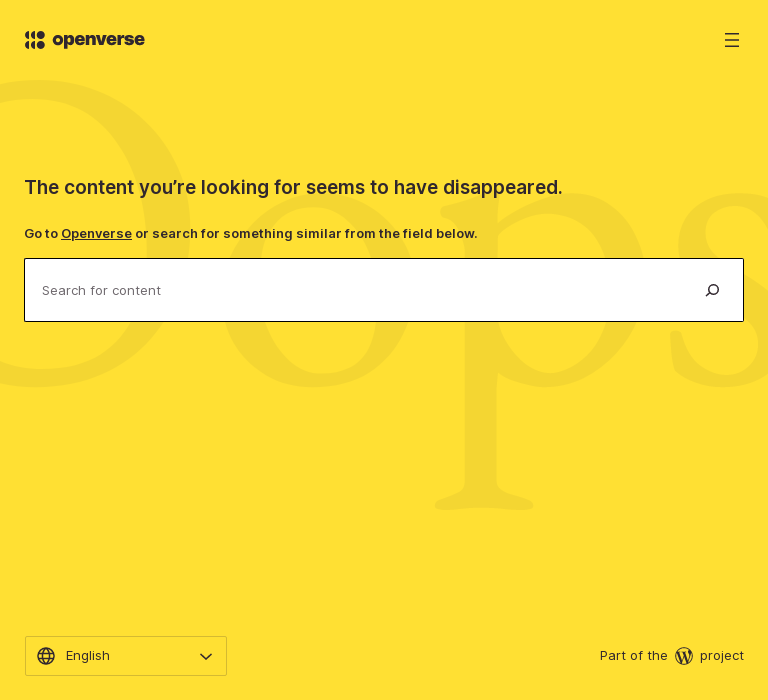 openverse
Oops
The content you’re looking for seems to have disappeared.
Go to Openverse or search for something similar from the field below.
Search for content
English
Part of the project